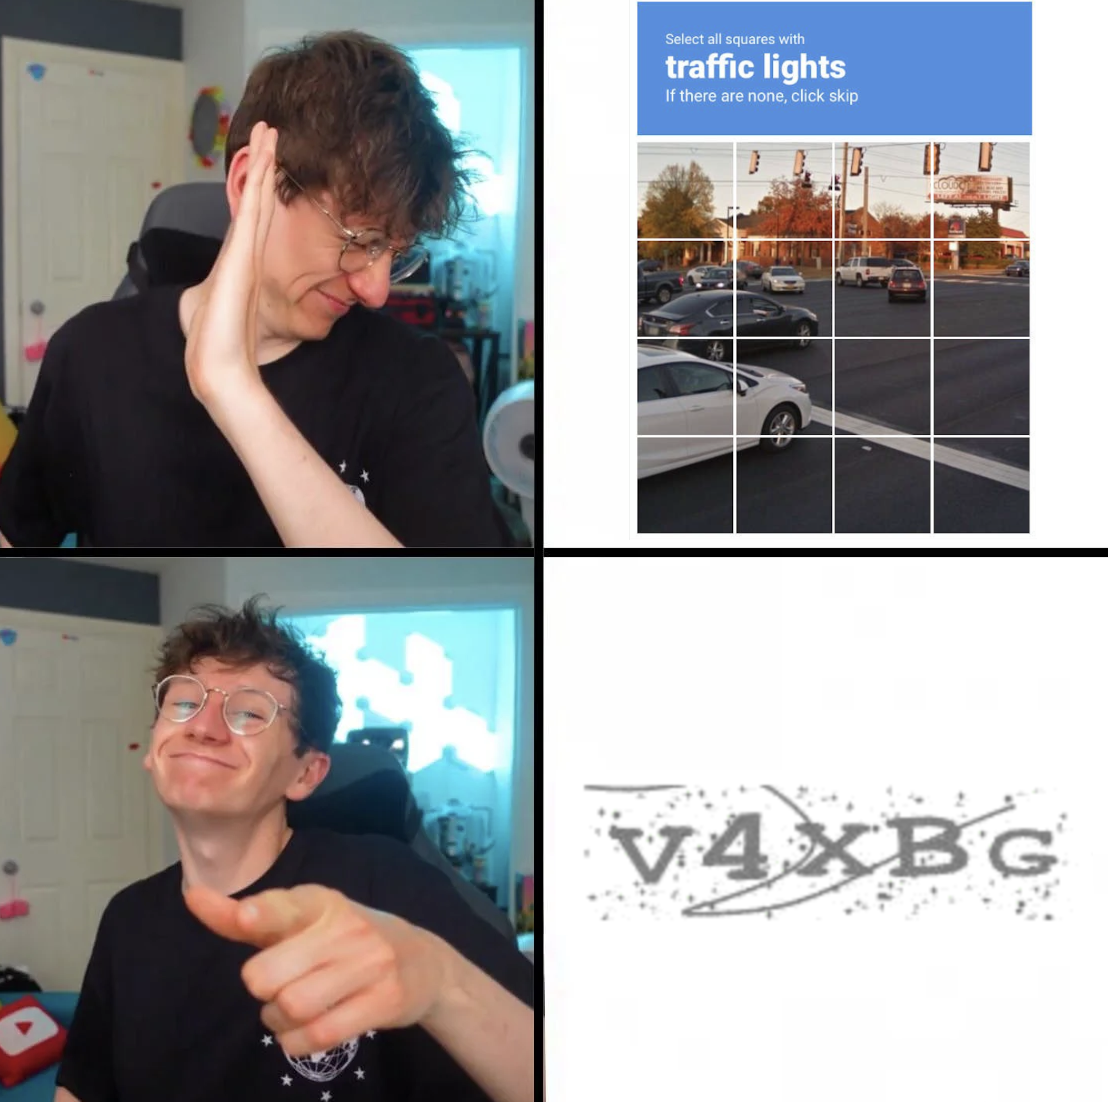 Select all squares with
traffic lights
If there are none, click skip
V4XBG